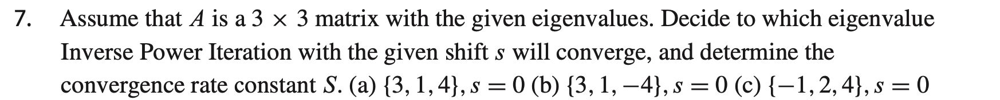 7. Assume that A is a 3 × 3 matrix with the given eigenvalues. Decide to which eigenvalue
Inverse Power Iteration with the given shift s will converge, and determine the
convergence rate constant S. (a) {3, 1, 4}, s = 0 (b) {3, 1, −4}, s = 0 (c) {−1, 2, 4}, s = 0